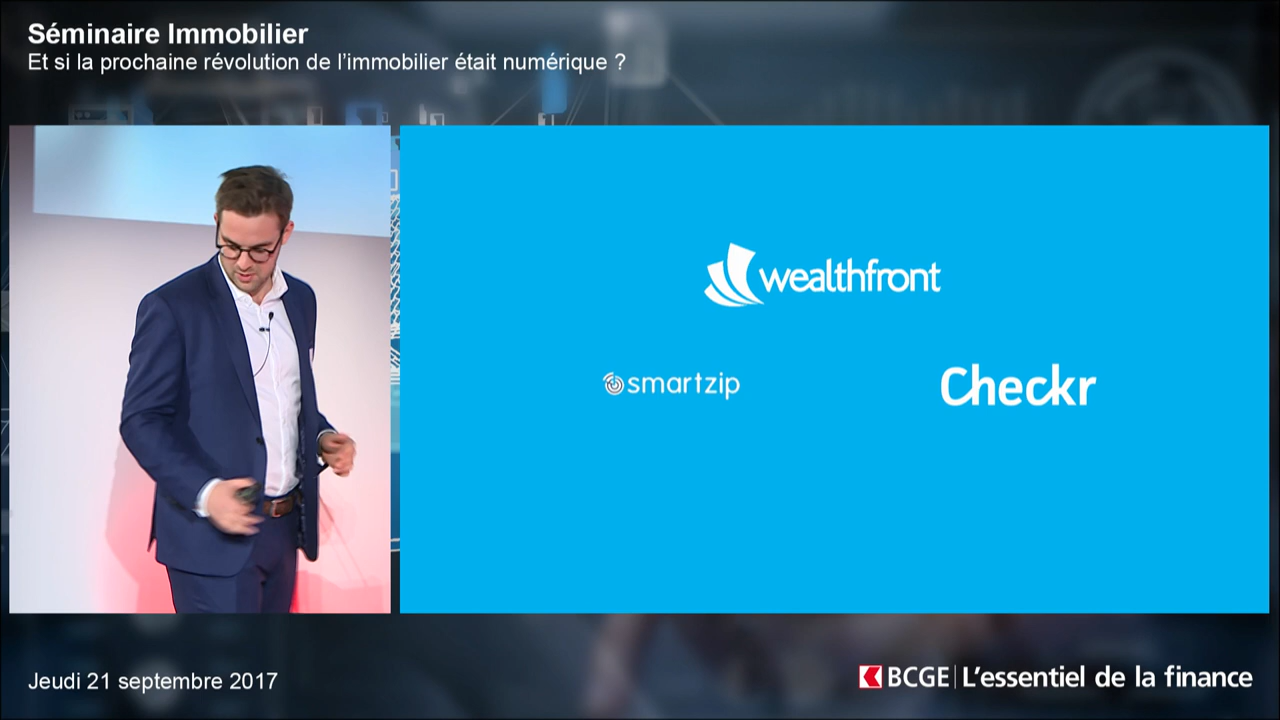 Séminaire Immobilier
Et si la prochaine révolution de l’immobilier était numérique ?
wealthfront
smartzip
Checkr
Jeudi 21 septembre 2017
BCGE L’essentiel de la finance